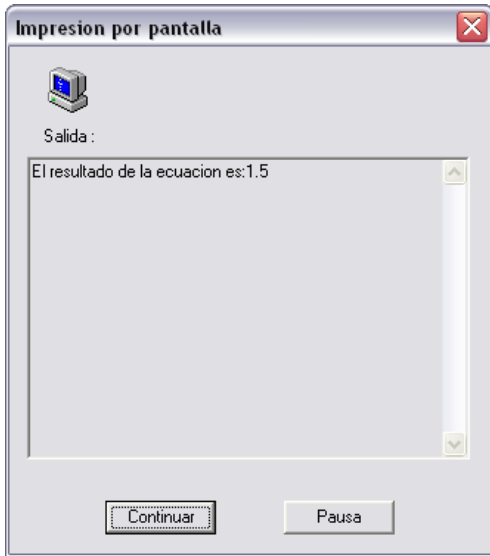 Impresion por pantalla
Salida :
El resultado de la ecuacion es:1.5
Continuar
Pausa